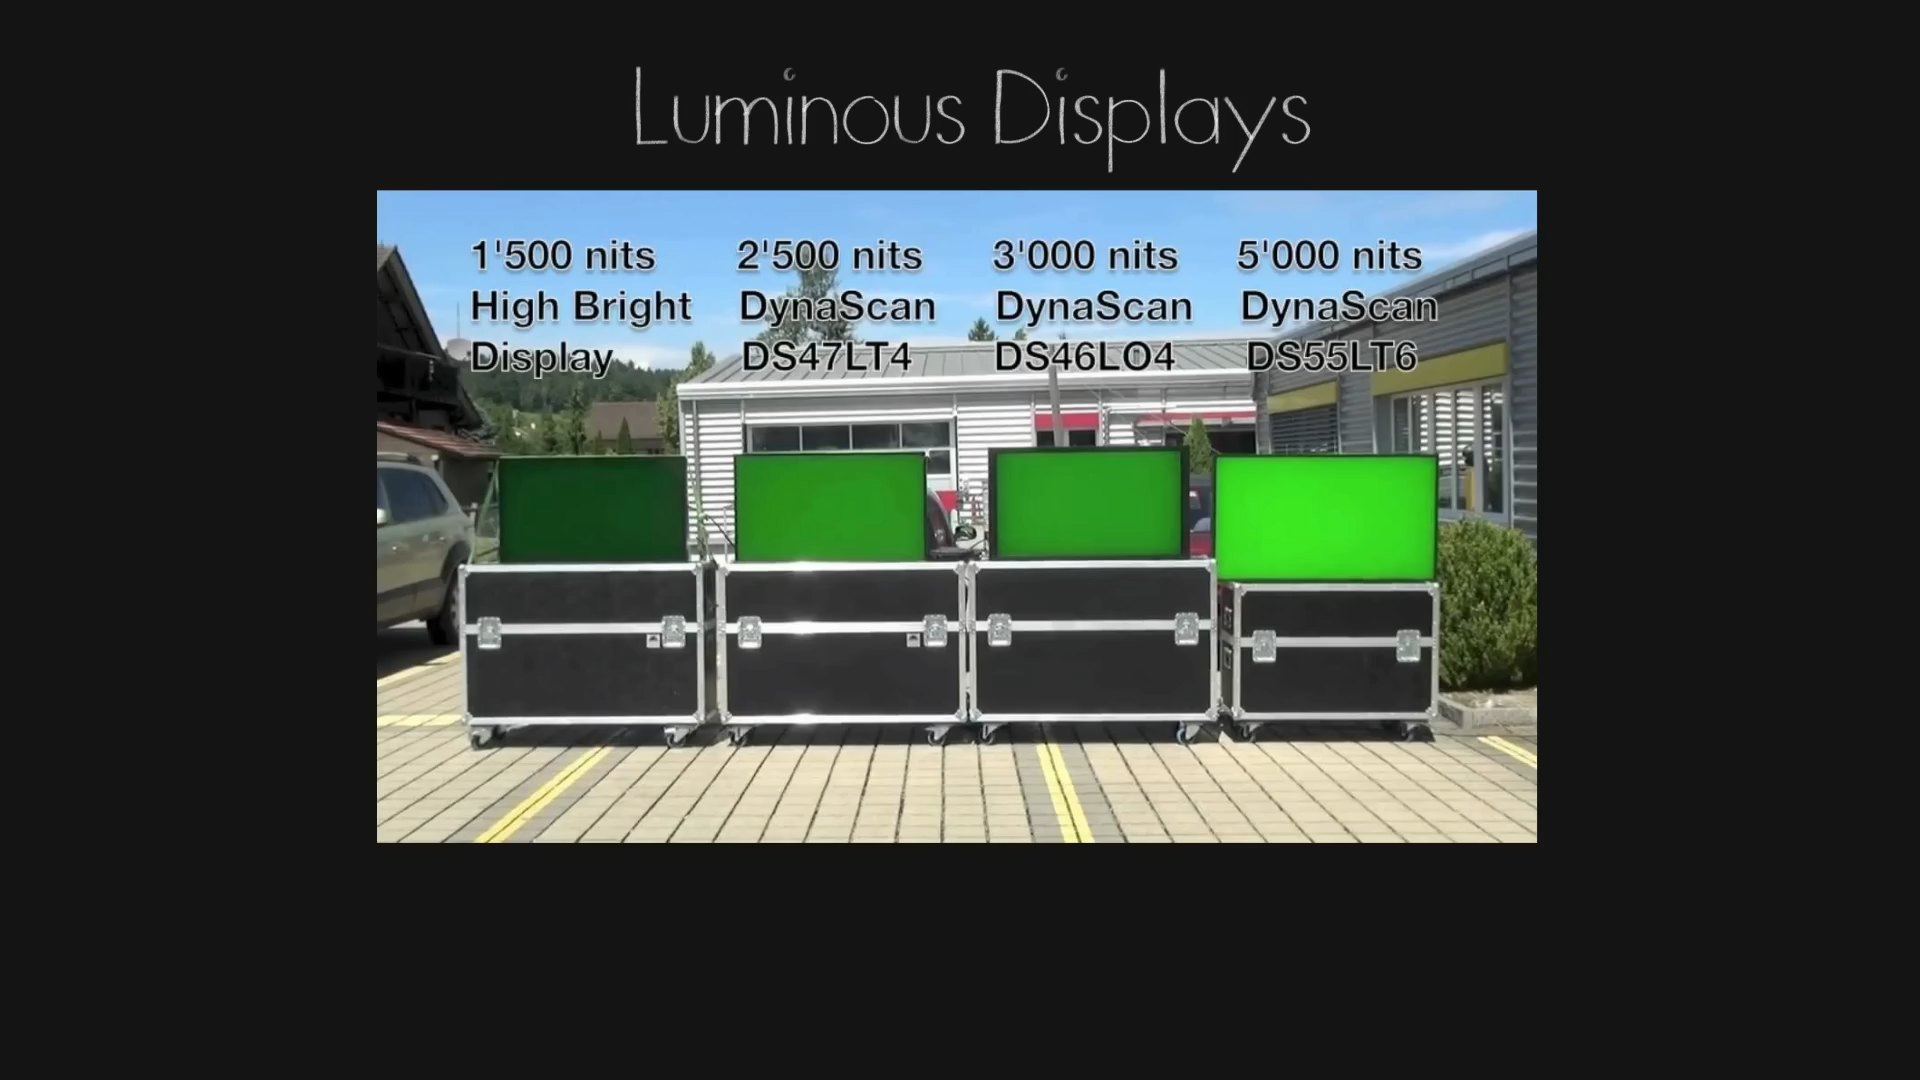 Luminous Displays
1'500 nits
High Bright
Display
2'500 nits
DynaScan
DS47LT4
3'000 nits
DynaScan
DS46LO4
5'000 nits
DynaScan
DS55LT6